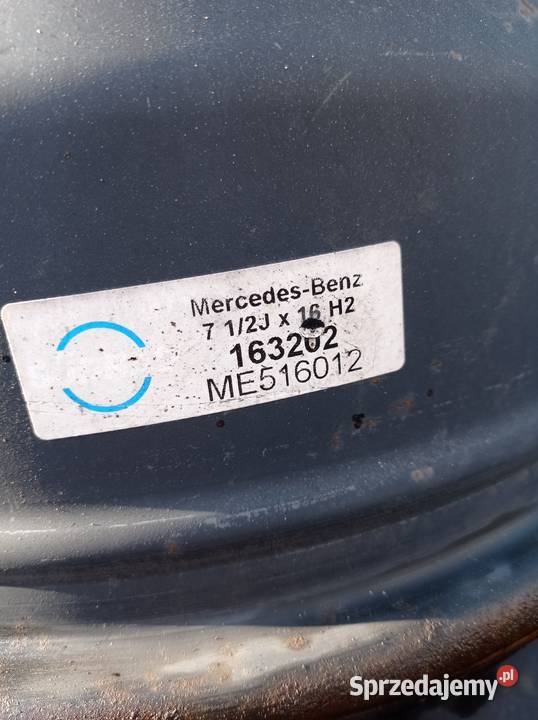 Mercedes-Benz
7 1/2J x 16 H2
163202
ME516012
Sprzedajemy.pl